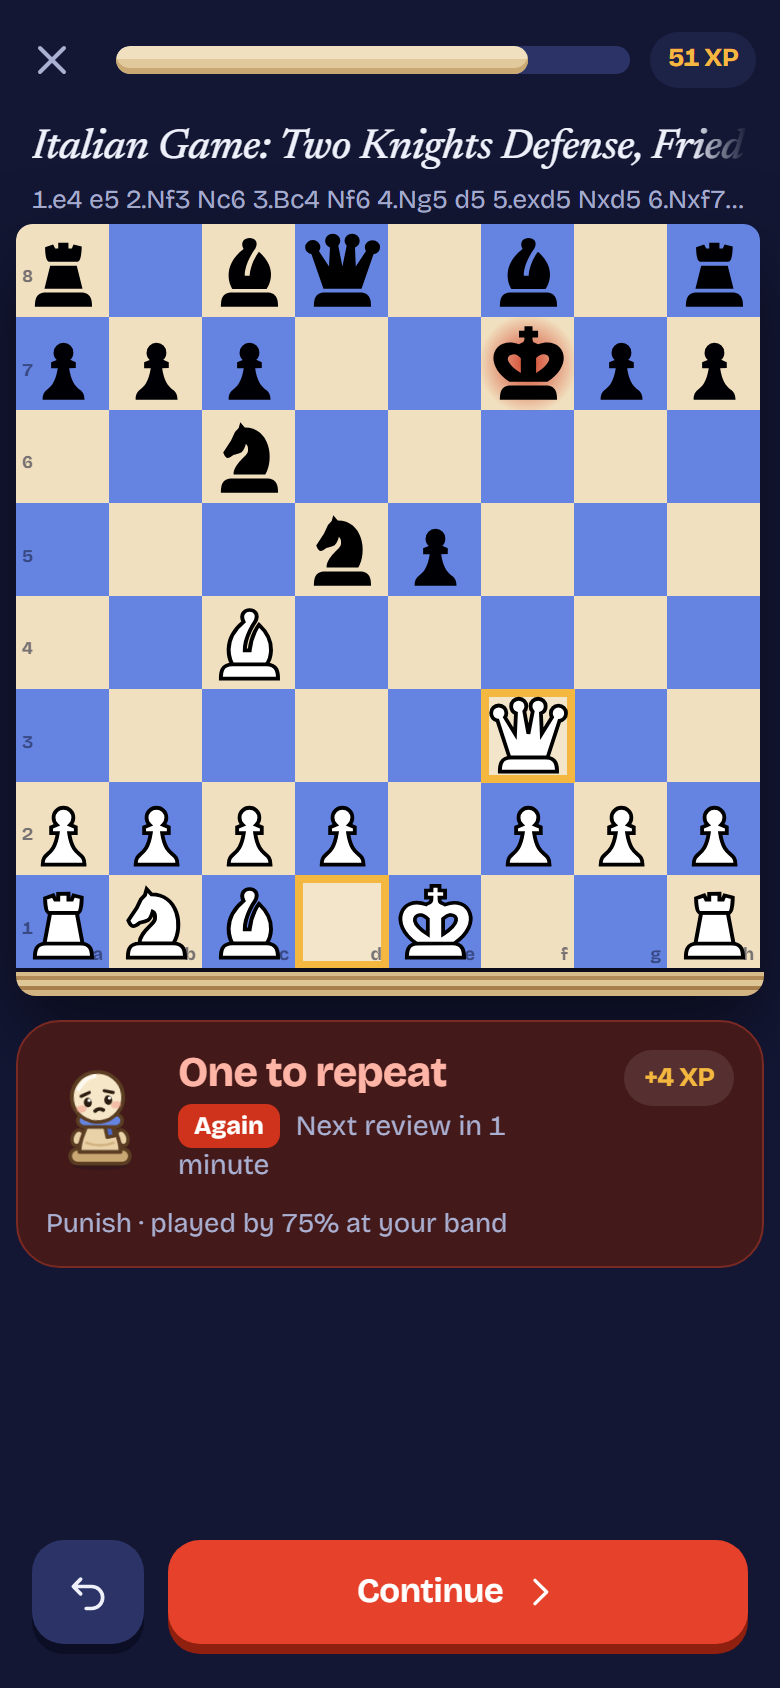 51 XP
Italian Game: Two Knights Defense, Fried
1.e4 e5 2.Nf3 Nc6 3.Bc4 Nf6 4.Ng5 d5 5.exd5 Nxd5 6.Nxf7...
8
7
6
5
4
3
2
1
a b c d e f g h
One to repeat
+4 XP
Again Next review in 1
minute
Punish · played by 75% at your band
Continue